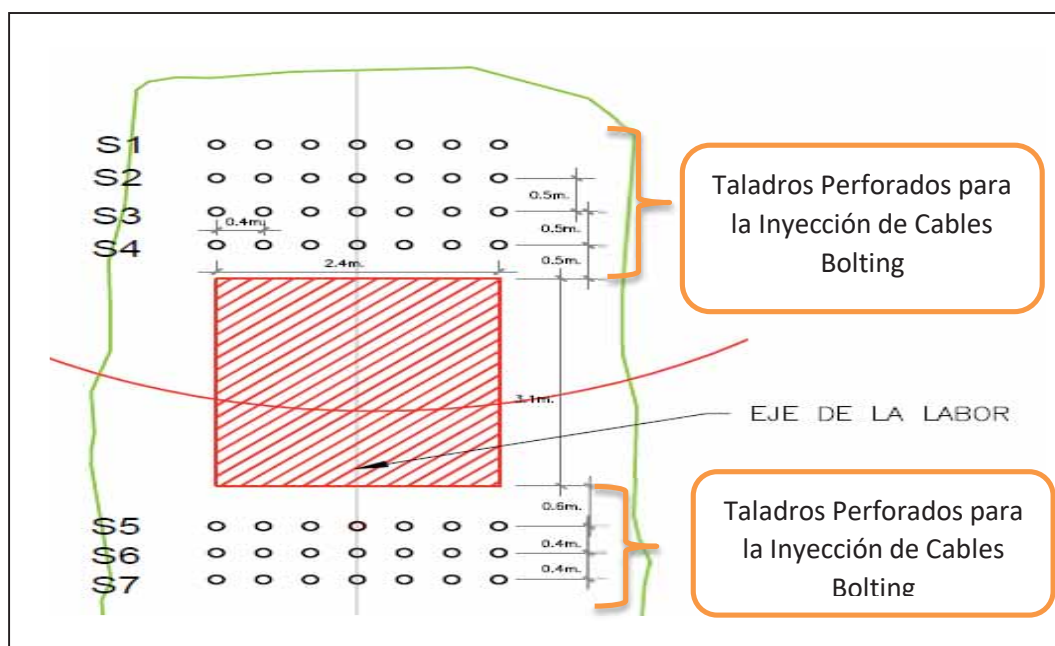 S1
S2
0.5m.
S3
0.4m.
0.5m.
S4
0.5m.
2.4m.
Taladros Perforados para
la Inyección de Cables
Bolting
3.1m.
EJE DE LA LABOR
0.6m.
S5
0.4m.
S6
0.4m.
S7
Taladros Perforados para
la Inyección de Cables
Bolting